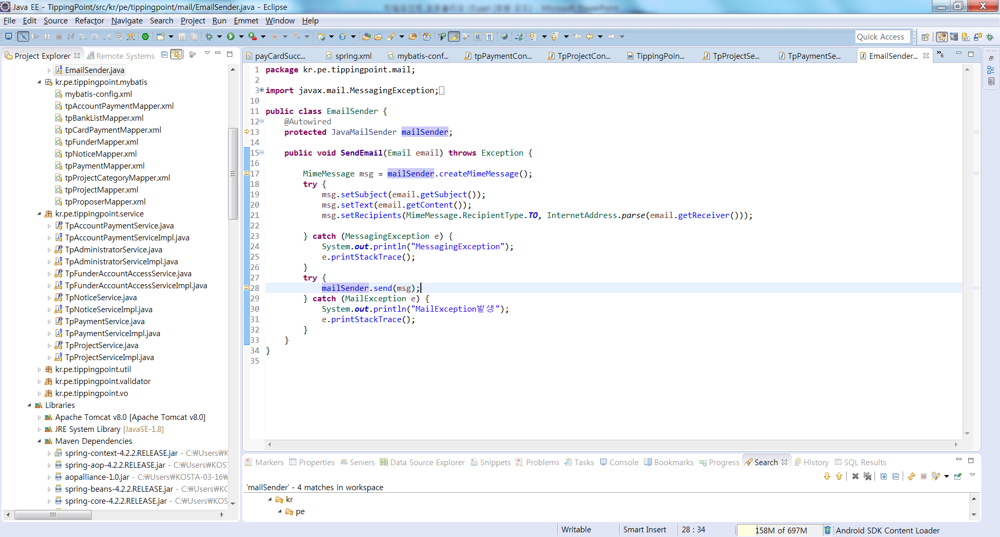 Java EE - TippingPoint/src/kr/pe/tippingpoint/mail/EmailSender.java - Eclipse
File Edit Source Refactor Navigate Search Project Run Emmet Window Help
Quick Access
Project Explorer Remote Systems
EmailSender.java
kr.pe.tippingpoint.mybatis
mybatis-config.xml
tpAccountPaymentMapper.xml
tpBankListMapper.xml
tpCardPaymentMapper.xml
tpFunderMapper.xml
tpNoticeMapper.xml
tpPaymentMapper.xml
tpProjectCategoryMapper.xml
tpProjectMapper.xml
tpProposerMapper.xml
kr.pe.tippingpoint.service
TpAccountPaymentService.java
TpAccountPaymentServiceImpl.java
TpAdministratorService.java
TpAdministratorServiceImpl.java
TpFunderAccountAccessService.java
TpFunderAccountAccessServiceImpl.java
TpNoticeService.java
TpNoticeServiceImpl.java
TpPaymentService.java
TpPaymentServiceImpl.java
TpProjectService.java
TpProjectServiceImpl.java
kr.pe.tippingpoint.util
kr.pe.tippingpoint.validator
kr.pe.tippingpoint.vo
Libraries
Apache Tomcat v8.0 [Apache Tomcat v8.0]
JRE System Library [JavaSE-1.8]
Maven Dependencies
spring-context-4.2.2.RELEASE.jar - C:₩Users₩K
spring-aop-4.2.2.RELEASE.jar - C:₩Users₩KOST
aopalliance-1.0.jar - C:₩Users₩KOSTA-03-16₩
spring-beans-4.2.2.RELEASE.jar - C:₩Users₩KC
spring-core-4.2.2.RELEASE.jar - C:₩Users₩KOS
payCardSucc... spring.xml mybatis-conf... tpPaymentCon... TpProjectCon... TippingPoin... TpProjectSe... TpPaymentSe... EmailSender... »6
1 package kr.pe.tippingpoint.mail;
2
3 import javax.mail.MessagingException;
10
11 public class EmailSender {
12 @Autowired
13 protected JavaMailSender mailSender;
14
15 public void SendEmail(Email email) throws Exception {
16
17 MimeMessage msg = mailSender.createMimeMessage();
18 try {
19 msg.setSubject(email.getSubject());
20 msg.setText(email.getContent());
21 msg.setRecipients(MimeMessage.RecipientType.TO, InternetAddress.parse(email.getReceiver()));
22
23 } catch (MessagingException e) {
24 System.out.println("MessagingException");
25 e.printStackTrace();
26 }
27 try {
28 mailSender.send(msg);
29 } catch (MailException e) {
30 System.out.println("MailException발생");
31 e.printStackTrace();
32 }
33 }
34 }
35
Markers Properties Servers Data Source Explorer Snippets Problems Tasks Console Bookmarks Progress Search History SQL Results
'mailSender' - 4 matches in workspace
kr
pe
Writable Smart Insert 28 : 34 158M of 697M Android SDK Content Loader